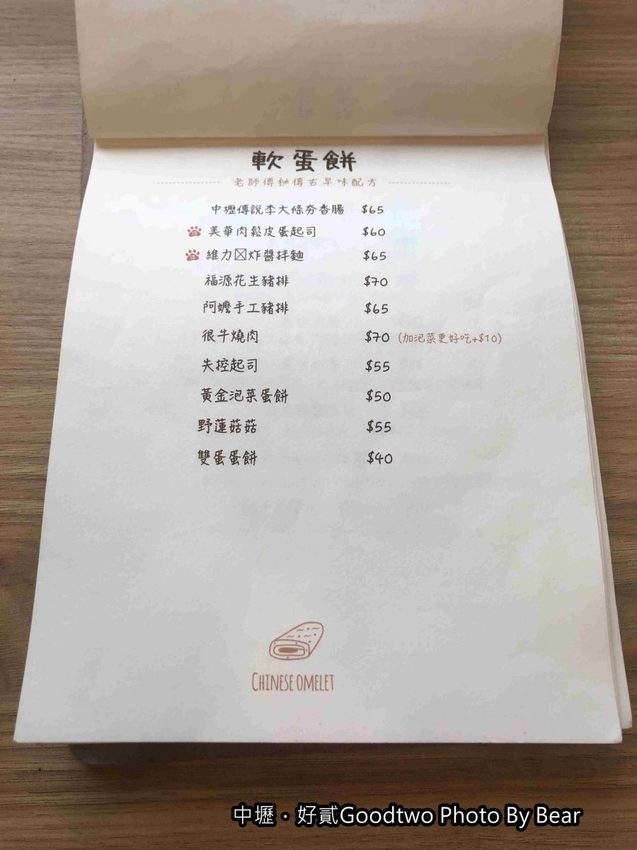 軟蛋餅
老師傅秘傳古早味配方
中壢傳說李大條夯香腸 $65
美華肉鬆皮蛋起司 $60
維力炸醬拌麵 $65
福源花生豬排 $70
阿嬤手工豬排 $65
很牛燒肉 $70 (加泡菜更好吃+$10)
失控起司 $55
黃金泡菜蛋餅 $50
野蓮菇菇 $55
雙蛋蛋餅 $40
CHINESE OMELET
中壢·好貳Goodtwo Photo By Bear